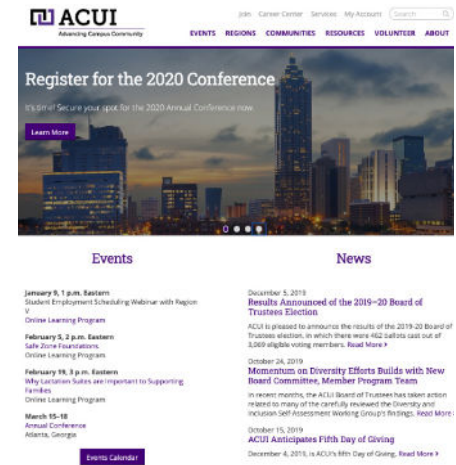 Join Career Center Services My Account Search
ACUI
Advancing Campus Community
EVENTS REGIONS COMMUNITIES RESOURCES VOLUNTEER ABOUT
Register for the 2020 Conference
It's time! Secure your spot for the 2020 Annual Conference now.
Learn More
Events
January 9, 1 p.m. Eastern
Student Employment Scheduling Webinar with Region
V
Online Learning Program
February 5, 2 p.m. Eastern
Safe Zone Foundations
Online Learning Program
February 19, 3 p.m. Eastern
Why Lactation Suites are Important to Supporting
Families
Online Learning Program
March 15–18
Annual Conference
Atlanta, Georgia
Events Calendar
News
December 5, 2019
Results Announced of the 2019–20 Board of
Trustees Election
ACUI is pleased to announce the results of the 2019-20 Board of
Trustees election, in which there were 462 ballots cast out of
3,069 eligible voting members. Read More
October 24, 2019
Momentum on Diversity Efforts Builds with New
Board Committee, Member Program Team
In recent months, the ACUI Board of Trustees has taken action
related to many of the carefully reviewed the Diversity and
Inclusion Self-Assessment Working Group's findings. Read More
October 15, 2019
ACUI Anticipates Fifth Day of Giving
December 4, 2019, is ACUI's fifth Day of Giving. Read More